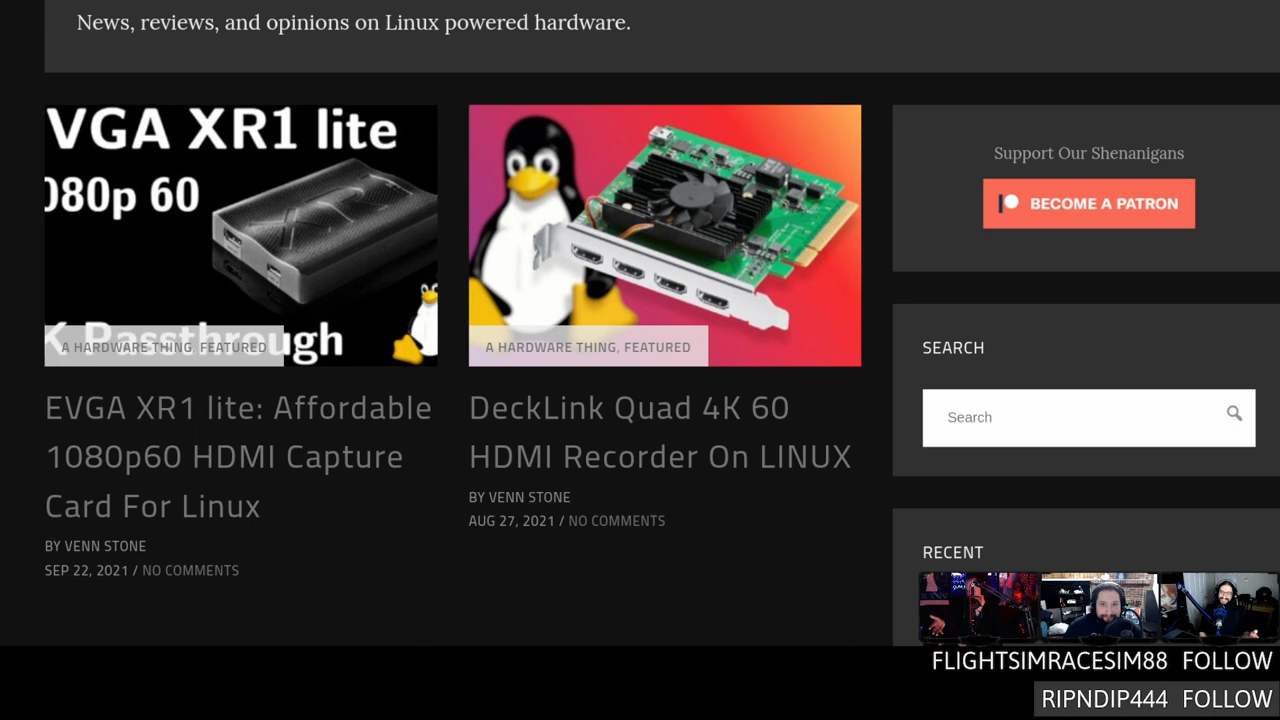 News, reviews, and opinions on Linux powered hardware.
VGA XR1 lite
080p 60
K Passthrough
A HARDWARE THING, FEATURED
EVGA XR1 lite: Affordable
1080p60 HDMI Capture
Card For Linux
BY VENN STONE
SEP 22, 2021 / NO COMMENTS
A HARDWARE THING, FEATURED
DeckLink Quad 4K 60
HDMI Recorder On LINUX
BY VENN STONE
AUG 27, 2021 / NO COMMENTS
Support Our Shenanigans
BECOME A PATRON
SEARCH
Search
RECENT
FLIGHTSIMRACESIM88 FOLLOW
RIPNDIP444 FOLLOW